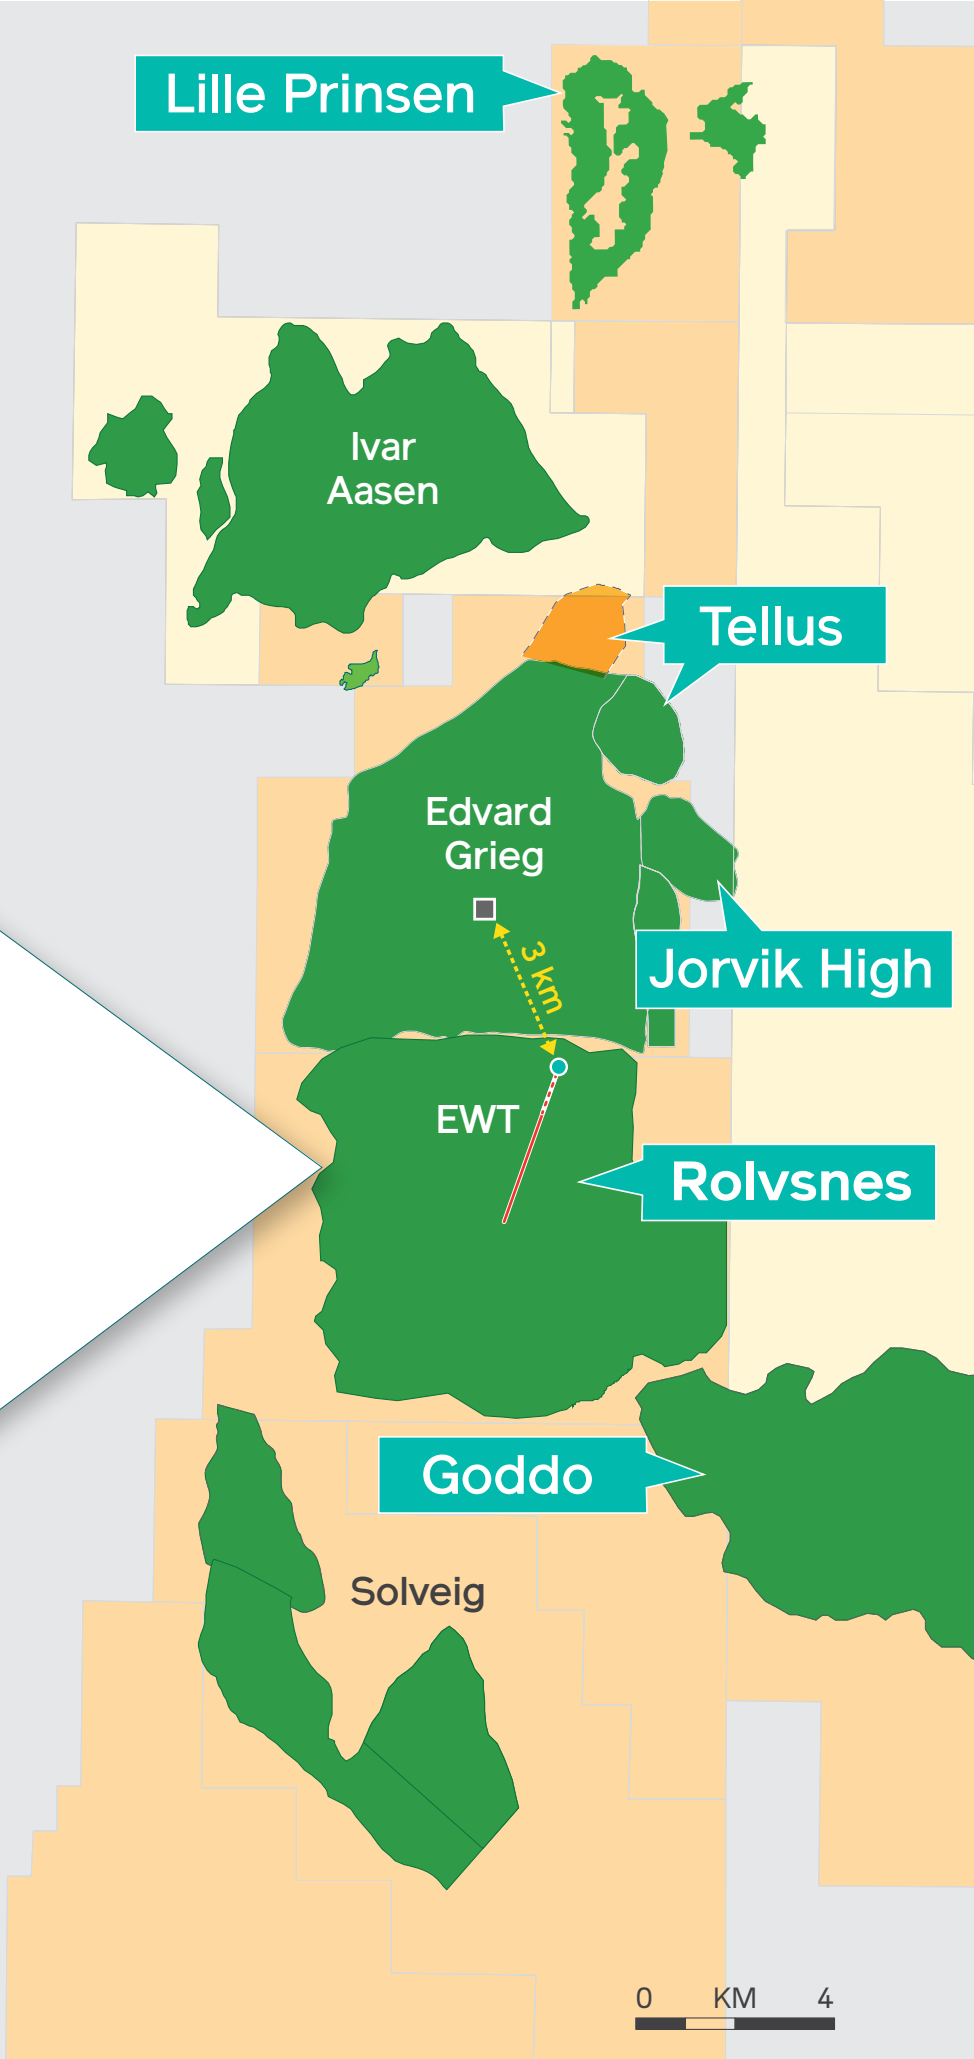 Lille Prinsen
Ivar
Aasen
Tellus
Edvard
Grieg
3 km
Jorvik High
EWT
Rolvsnes
Goddo
Solveig
0 KM 4